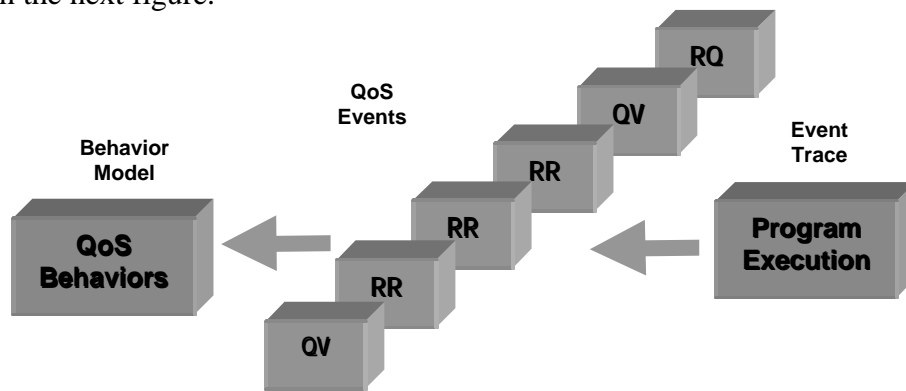 n the next figure.
RQ
QoS
Events
QV
Event
Trace
Behavior
Model
RR
RR
Program
Execution
QoS
Behaviors
RR
QV